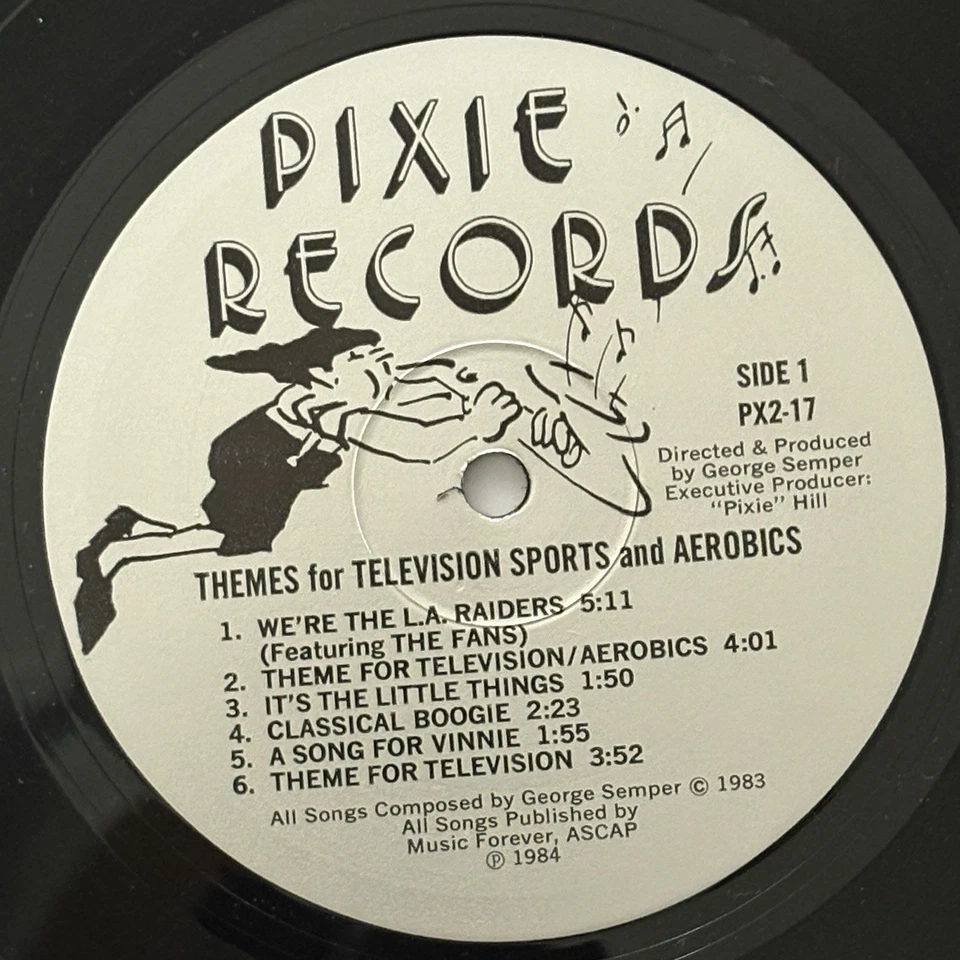 PIXIE
RECORDS
SIDE 1
PX2-17
Directed & Produced
by George Semper
Executive Producer:
"Pixie" Hill
THEMES for TELEVISION SPORTS and AEROBICS
1. WE'RE THE L.A. RAIDERS 5:11
(Featuring THE FANS)
2. THEME FOR TELEVISION/AEROBICS 4:01
3. IT'S THE LITTLE THINGS 1:50
4. CLASSICAL BOOGIE 2:23
5. A SONG FOR VINNIE 1:55
6. THEME FOR TELEVISION 3:52
All Songs Composed by George Semper © 1983
All Songs Published by
Music Forever, ASCAP
℗ 1984